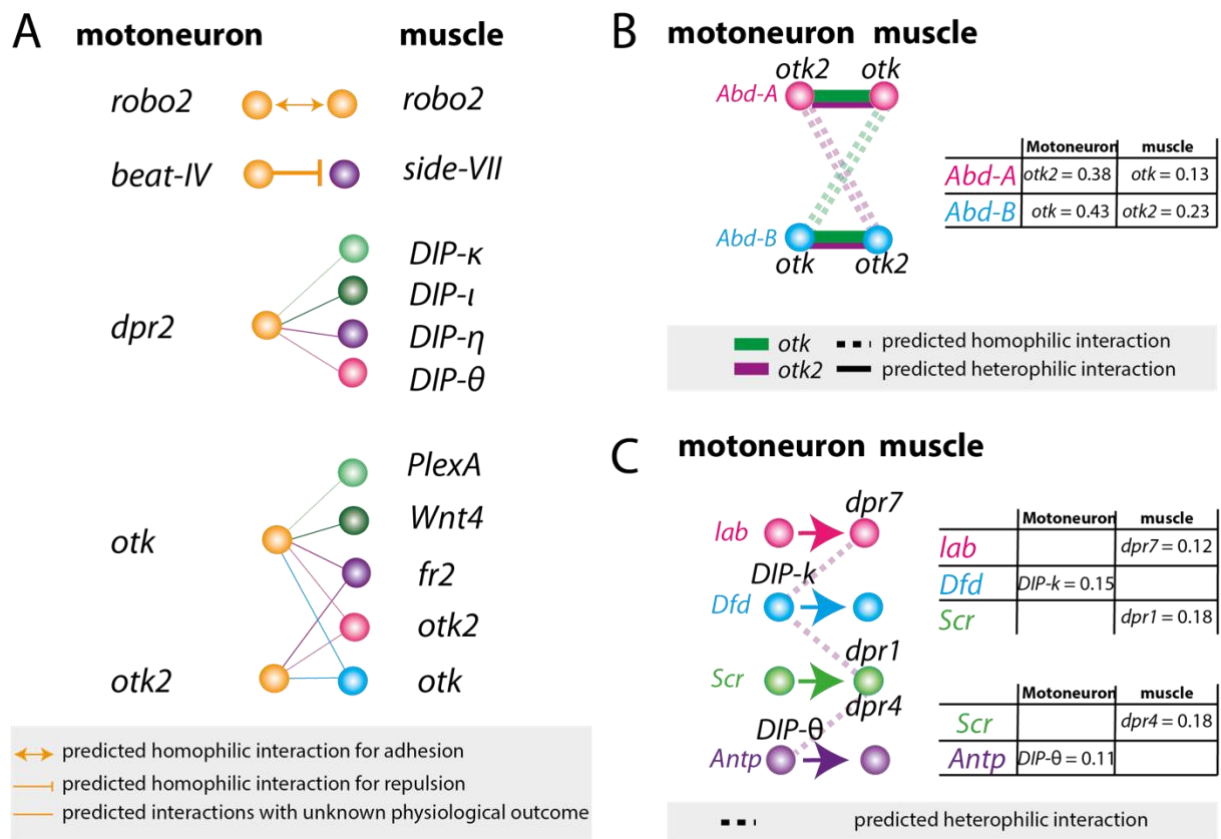 A
motoneuron muscle
robo2 robo2
beat-IV side-VII
dpr2
DIP-κ
DIP-ι
DIP-η
DIP-θ
otk
otk2
PlexA
Wnt4
fr2
otk2
otk
predicted homophilic interaction for adhesion
predicted homophilic interaction for repulsion
predicted interactions with unknown physiological outcome
B
motoneuron muscle
otk2 otk
Abd-A
Abd-B
otk otk2
Motoneuron muscle
Abd-A otk2 = 0.38 otk = 0.13
Abd-B otk = 0.43 otk2 = 0.23
otk predicted homophilic interaction
otk2 predicted heterophilic interaction
C
motoneuron muscle
dpr7
lab
DIP-k
Dfd
dpr1
Scr
dpr4
DIP-θ
Antp
Motoneuron muscle
lab dpr7 = 0.12
Dfd DIP-k = 0.15
Scr dpr1 = 0.18
Motoneuron muscle
Scr dpr4 = 0.18
Antp DIP-θ = 0.11
predicted heterophilic interaction